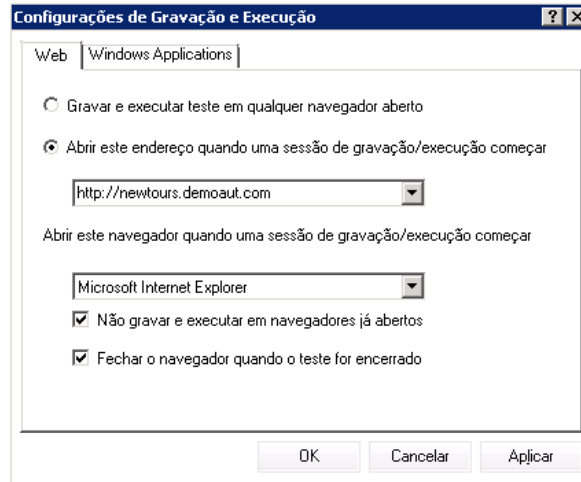 Configurações de Gravação e Execução
Web Windows Applications
Gravar e executar teste em qualquer navegador aberto
Abrir este endereço quando uma sessão de gravação/execução começar
http://newtours.demoaut.com
Abrir este navegador quando uma sessão de gravação/execução começar
Microsoft Internet Explorer
Não gravar e executar em navegadores já abertos
Fechar o navegador quando o teste for encerrado
OK Cancelar Aplicar